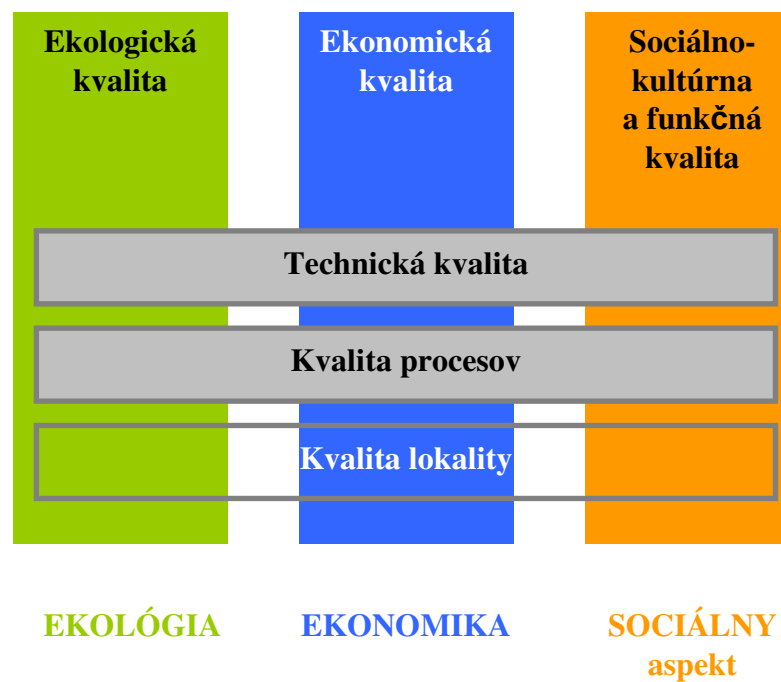 Ekologická
kvalita
Ekonomická
kvalita
Sociálno-
kultúrna
a funkčná
kvalita
Technická kvalita
Kvalita procesov
Kvalita lokality
EKOLÓGIA
EKONOMIKA
SOCIÁLNY
aspekt